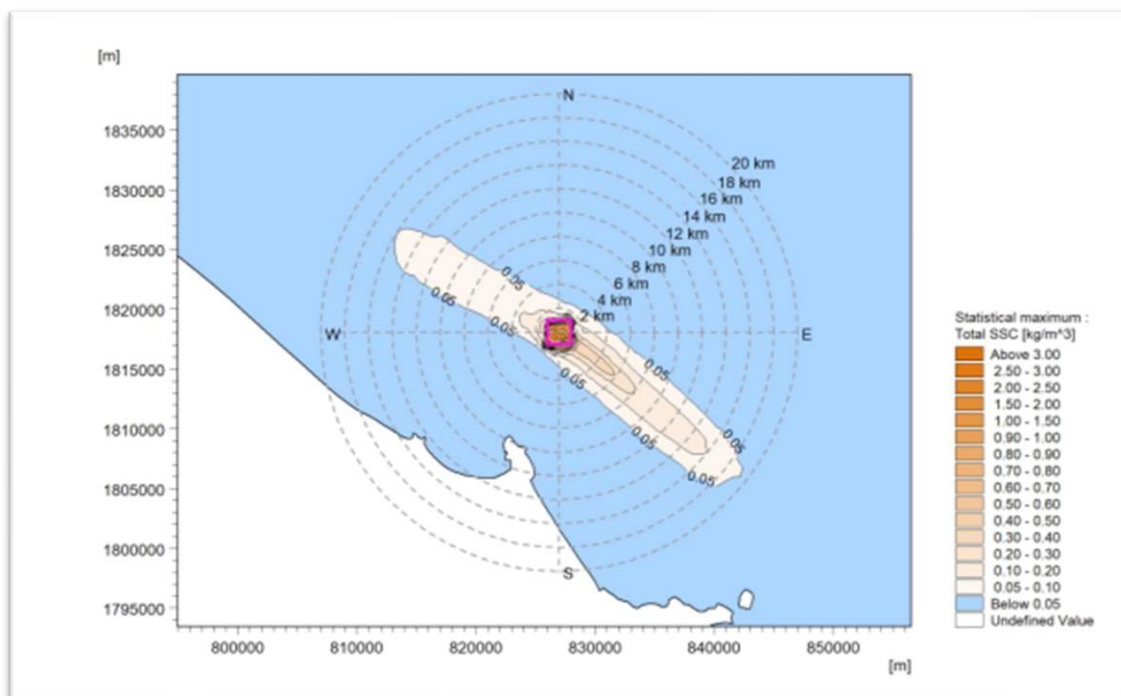 [m]
N
1835000
20 km
18 km
1830000
16 km
14 km
12 km
1825000
10 km
0.05
8 km
0.05
6 km
4 km
1820000
0.05
2 km
W
E
1815000
0.05
0.05
1810000
0.05
0.05
0.05
1805000
1800000
S
1795000
800000
810000
820000
830000
840000
850000
[m]
Statistical maximum :
Total SSC [kg/m^3]
Above 3.00
2.50 - 3.00
2.00 - 2.50
1.50 - 2.00
1.00 - 1.50
0.90 - 1.00
0.80 - 0.90
0.70 - 0.80
0.60 - 0.70
0.50 - 0.60
0.40 - 0.50
0.30 - 0.40
0.20 - 0.30
0.10 - 0.20
0.05 - 0.10
Below 0.05
Undefined Value